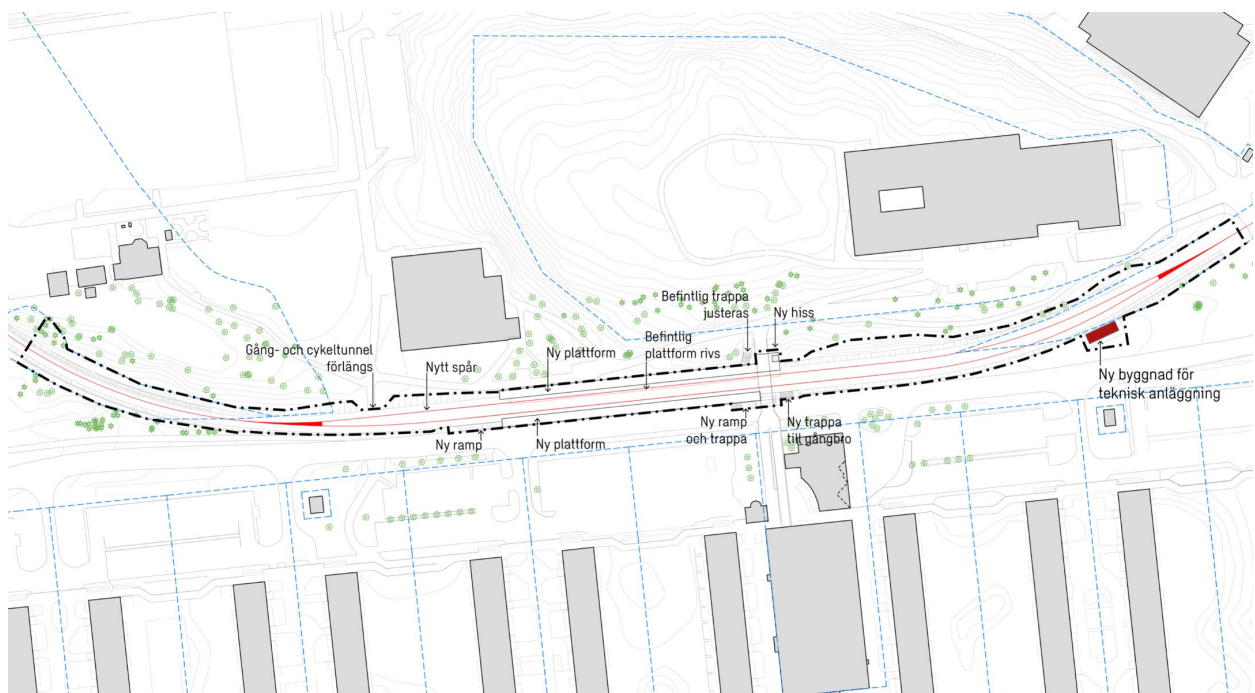 Befintlig trappa
justeras
Ny hiss
Befintlig
plattform rivs
Gång- och cykeltunnel
förlängs
Nytt spår
Ny plattform
Ny byggnad för
teknisk anläggning
Ny ramp
Ny plattform
Ny ramp
och trappa
Ny trappa
till gångbro